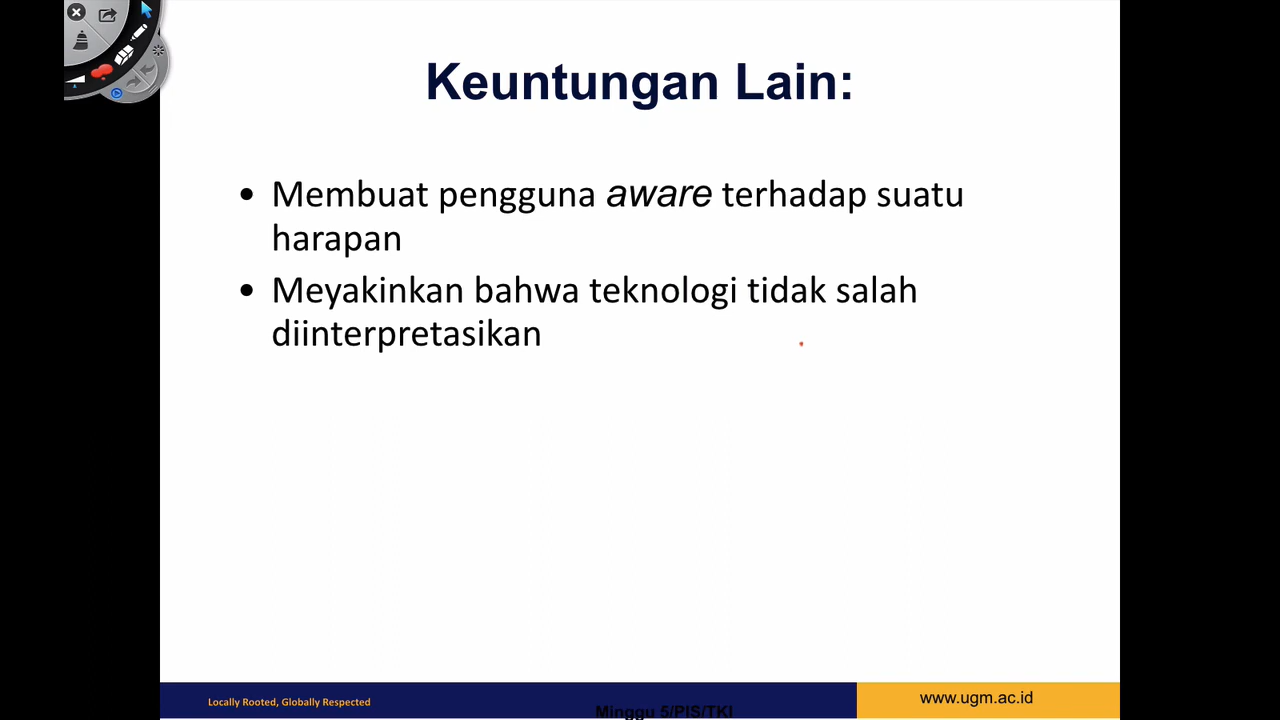 Keuntungan Lain:
• Membuat pengguna aware terhadap suatu
harapan
• Meyakinkan bahwa teknologi tidak salah
diinterpretasikan
Locally Rooted, Globally Respected
www.ugm.ac.id
Minggu 5/PIS/TKI